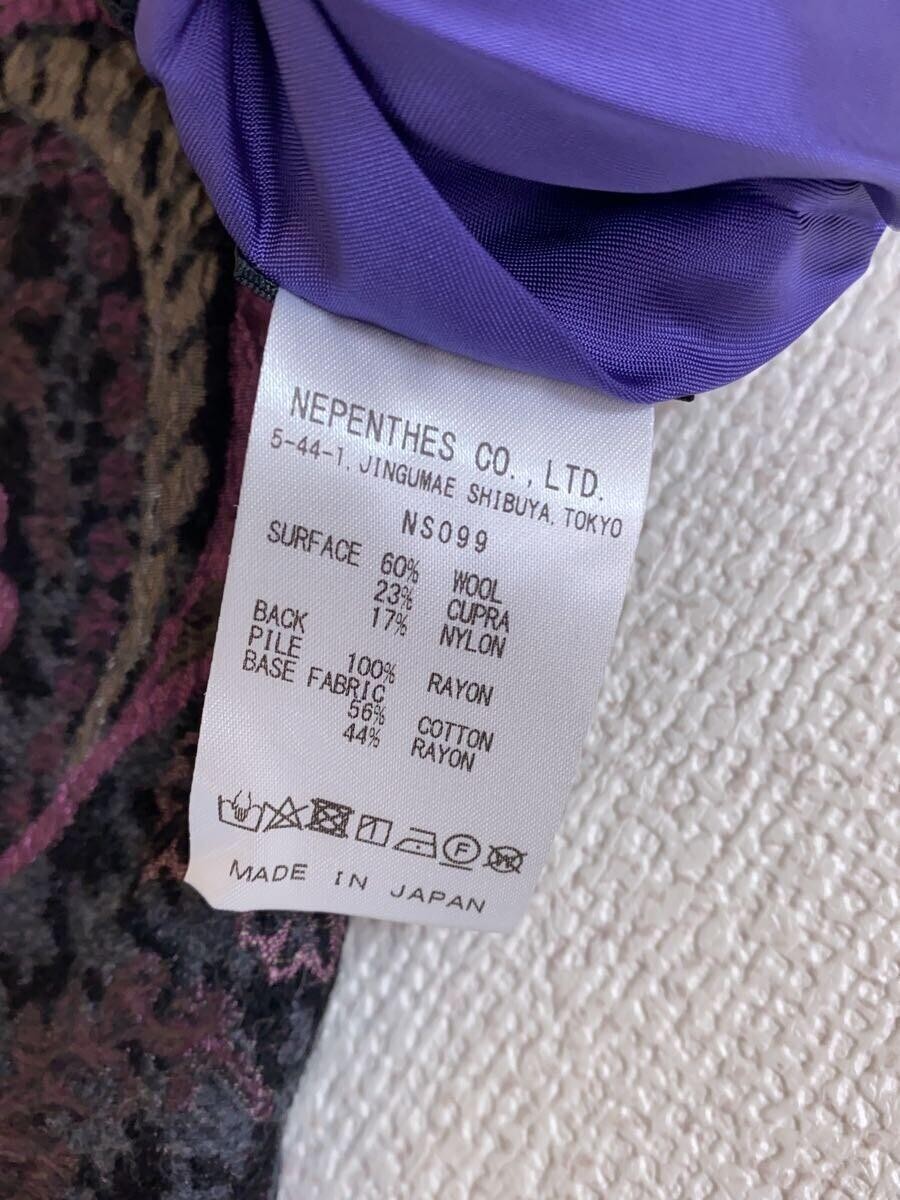 NEPENTHES CO., LTD.
5-44-1, JINGUMAE SHIBUYA, TOKYO
NS099
SURFACE 60% WOOL
23% CUPRA
17% NYLON
BACK
PILE 100% RAYON
BASE FABRIC
56% COTTON
44% RAYON
F W
MADE IN JAPAN